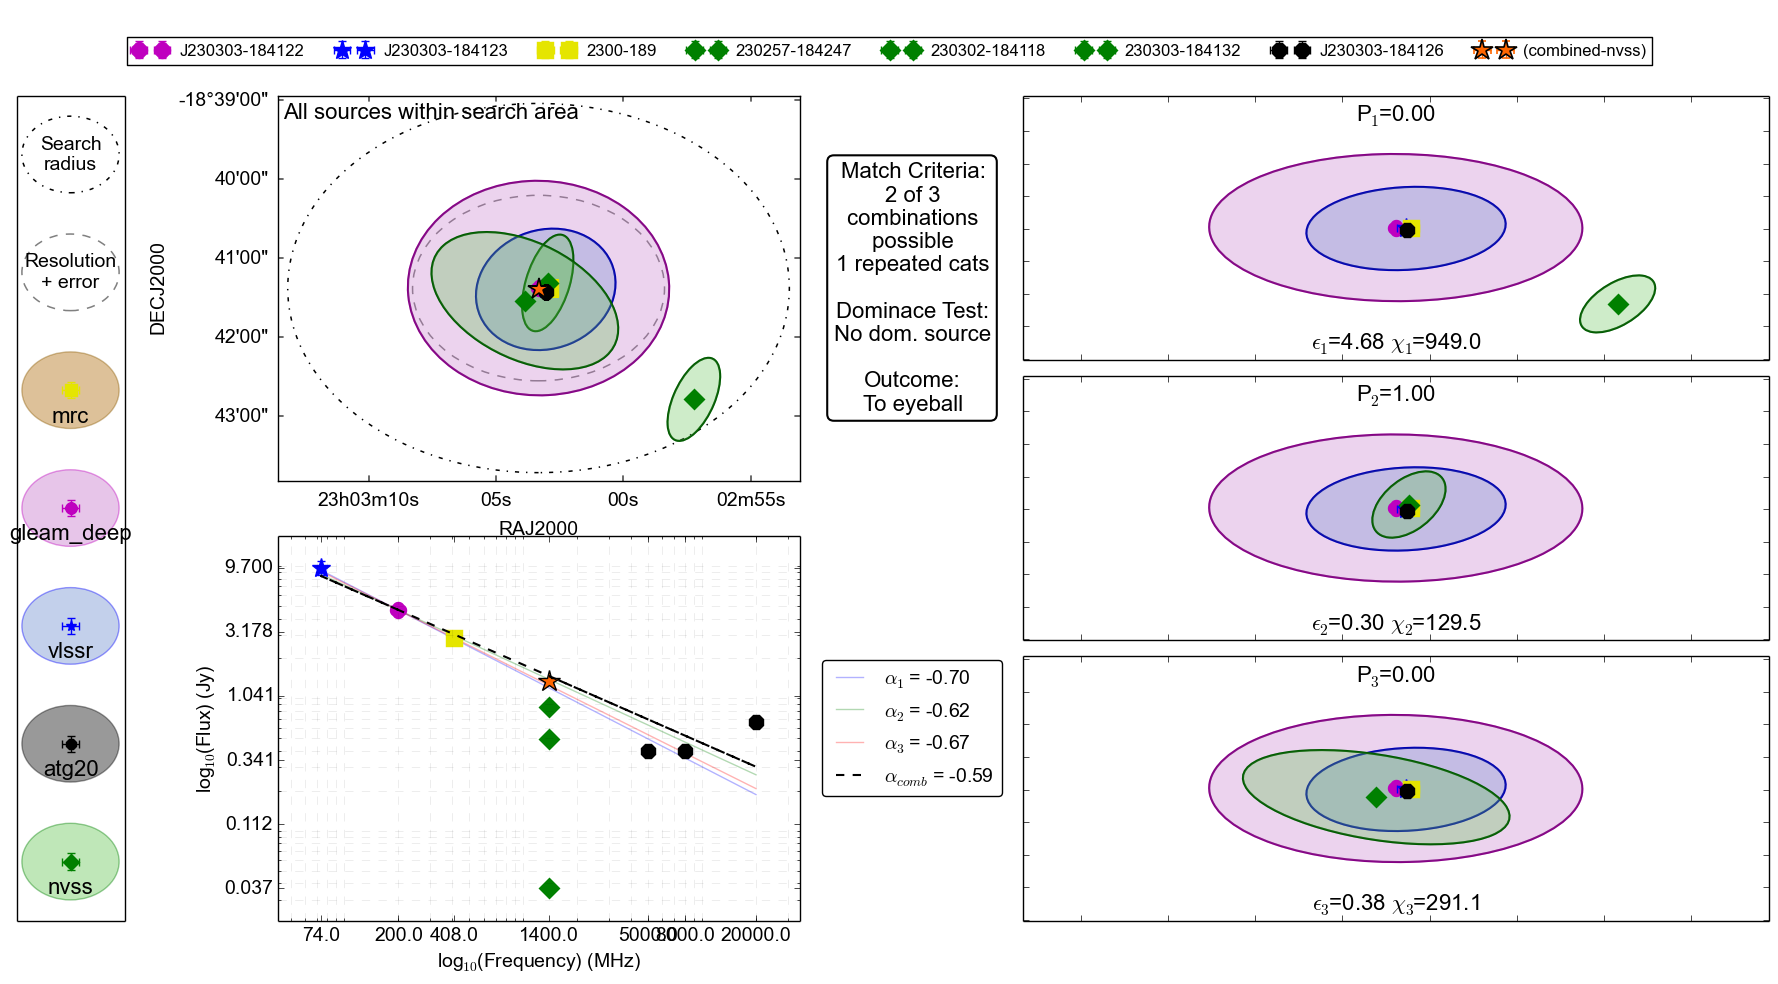 J230303-184122 J230303-184123 2300-189 230257-184247 230302-184118 230303-184132 J230303-184126 (combined-nvss)
Search
radius
Resolution
+ error
mrc
gleam_deep
vlssr
atg20
nvss
All sources within search area
-18°39'00"
40'00"
41'00"
42'00"
43'00"
DECJ2000
23h03m10s 05s 00s 02m55s
RAJ2000
Match Criteria:
2 of 3
combinations
possible
1 repeated cats
Dominace Test:
No dom. source
Outcome:
To eyeball
9.700
3.178
1.041
0.341
0.112
0.037
log10(Flux) (Jy)
74.0 200.0 408.0 1400.0 5000.0 8000.0 20000.0
log10(Frequency) (MHz)
α1 = -0.70
α2 = -0.62
α3 = -0.67
αcomb = -0.59
P1=0.00
ϵ1=4.68 χ1=949.0
P2=1.00
ϵ2=0.30 χ2=129.5
P3=0.00
ϵ3=0.38 χ3=291.1